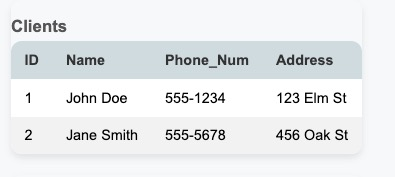 Clients
ID Name Phone_Num Address
1 John Doe 555-1234 123 Elm St
2 Jane Smith 555-5678 456 Oak St